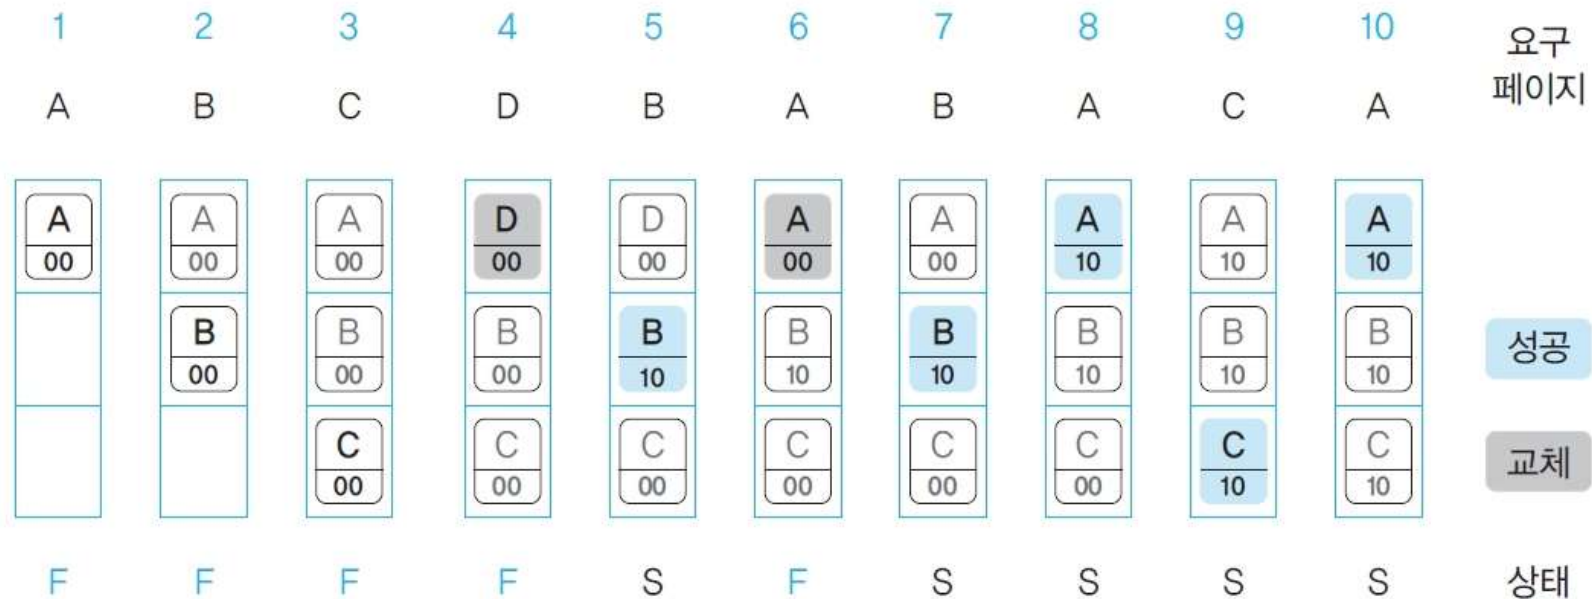 1 2 3 4 5 6 7 8 9 10 요구
페이지
A B C D B A B A C A
A A A D D A A A A A
00 00 00 00 00 00 00 10 10 10
B B B B B B B B B 성공
00 00 00 10 10 10 10 10 10
C C C C C C C C 교체
00 00 00 00 00 00 10 10
F F F F S F S S S S 상태